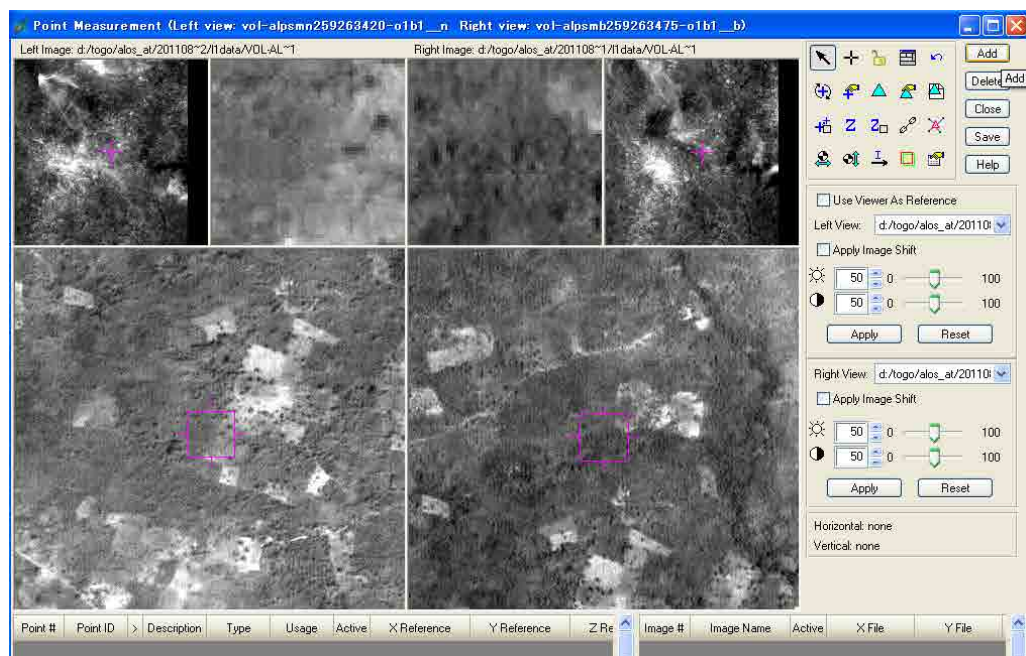 Point Measurement (Left view: vol-alpsmn259263420-o1b1__n Right view: vol-alpsmb259263475-o1b1__b)
Left Image: d:/togo/alos_at/201108~2/l1data/VOL-AL~1
Right Image: d:/togo/alos_at/201108~1/l1data/VOL-AL~1
Add
Delete
Add
Close
Save
Help
Use Viewer As Reference
Left View: d:/togo/alos_at/20110
Apply Image Shift
50 0 100
50 0 100
Apply Reset
Right View: d:/togo/alos_at/20110
Apply Image Shift
50 0 100
50 0 100
Apply Reset
Horizontal: none
Vertical: none
Point # Point ID > Description Type Usage Active X Reference Y Reference Z Re
Image # Image Name Active X File Y File